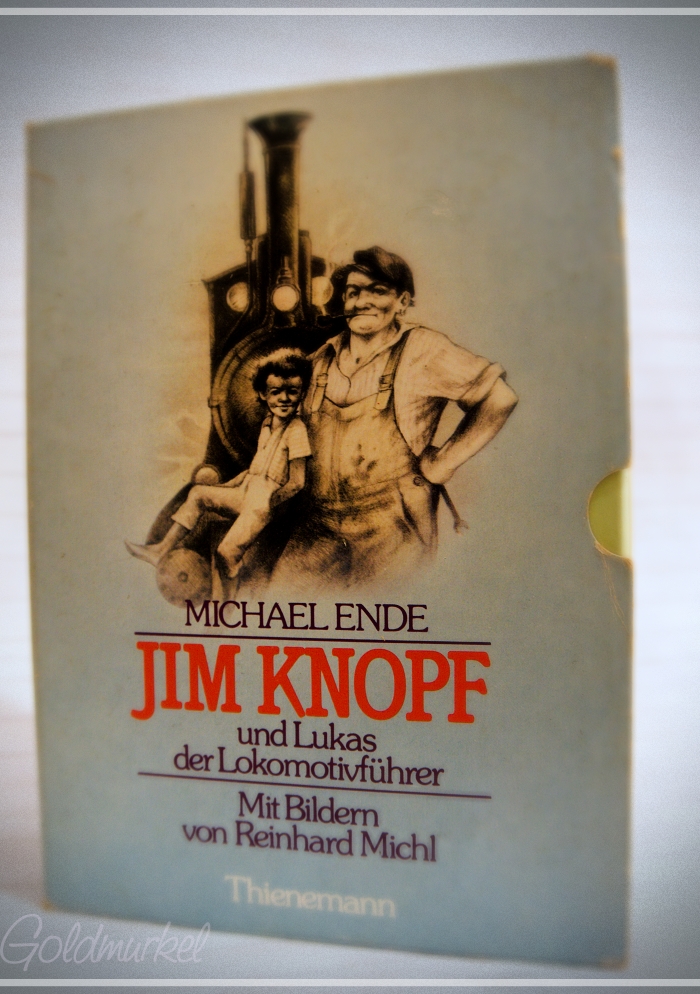 MICHAEL ENDE
JIM KNOPF
und Lukas
der Lokomotivführer
Mit Bildern
von Reinhard Michl
Thienemann
Goldmurkel